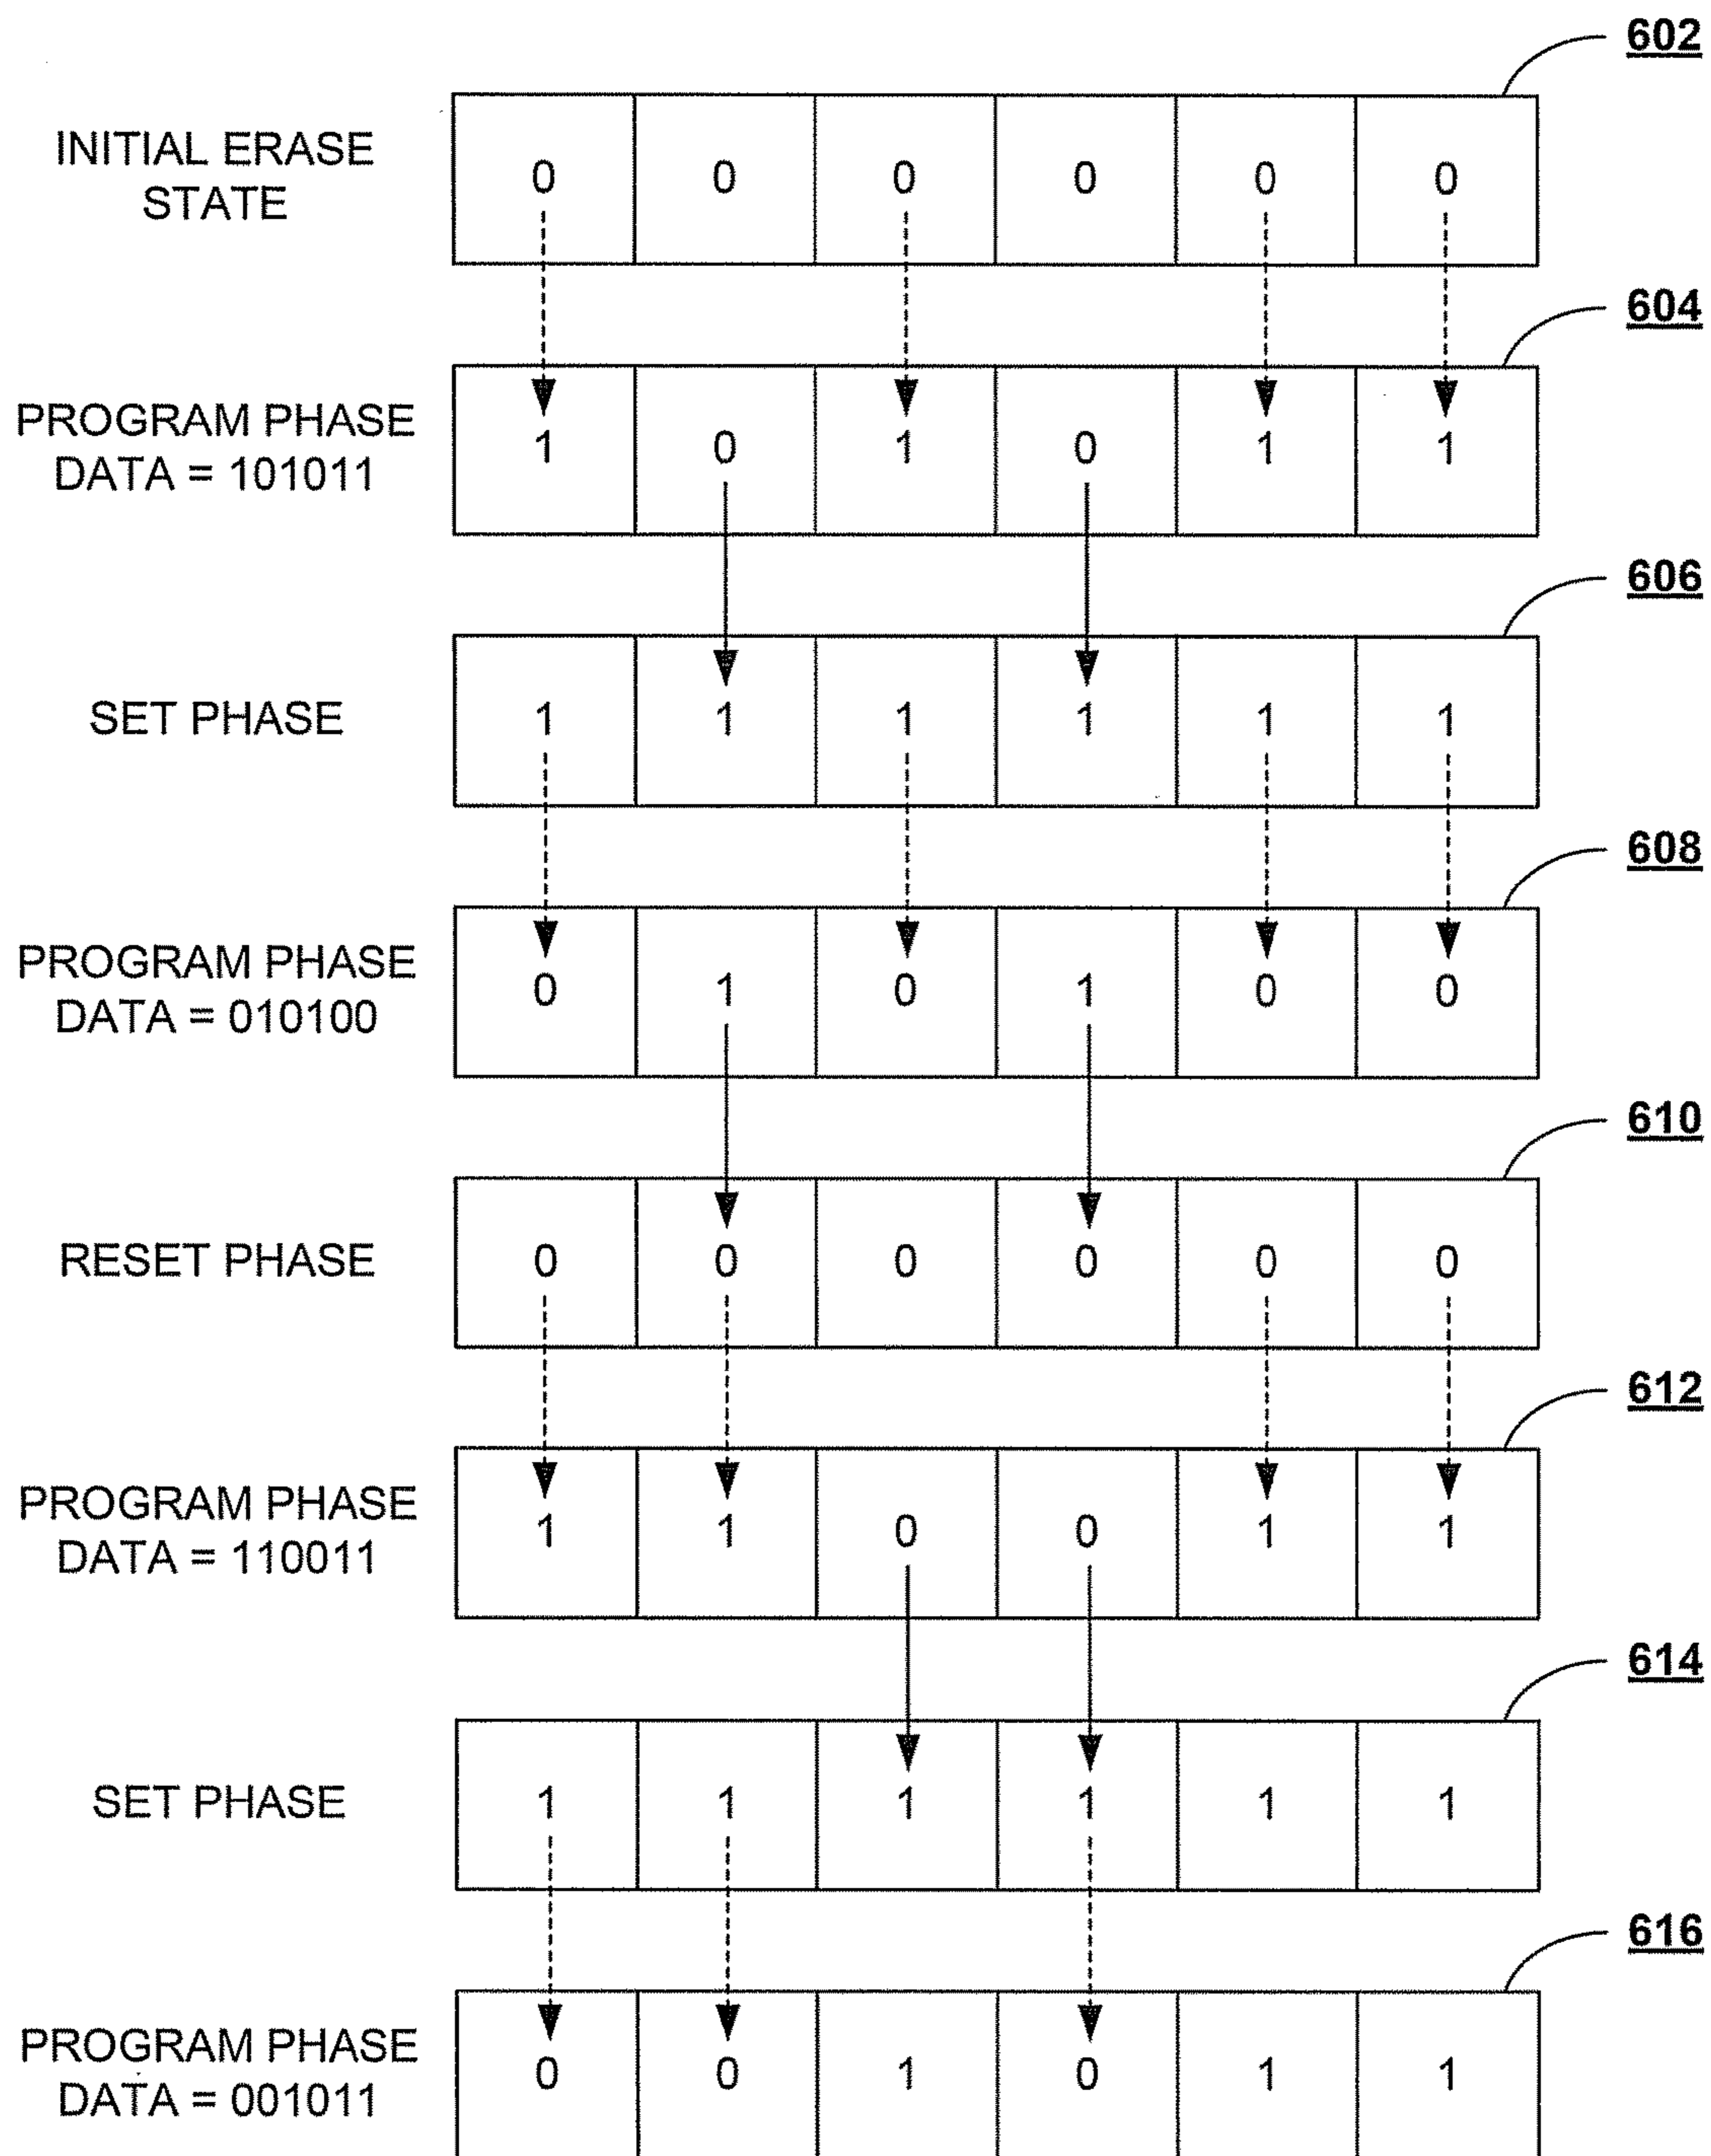 602
INITIAL ERASE
STATE
0 0 0 0 0 0
604
PROGRAM PHASE
DATA = 101011
1 0 1 0 1 1
606
SET PHASE
1 1 1 1 1 1
608
PROGRAM PHASE
DATA = 010100
0 1 0 1 0 0
610
RESET PHASE
0 0 0 0 0 0
612
PROGRAM PHASE
DATA = 110011
1 1 0 0 1 1
614
SET PHASE
1 1 1 1 1 1
616
PROGRAM PHASE
DATA = 001011
0 0 1 0 1 1